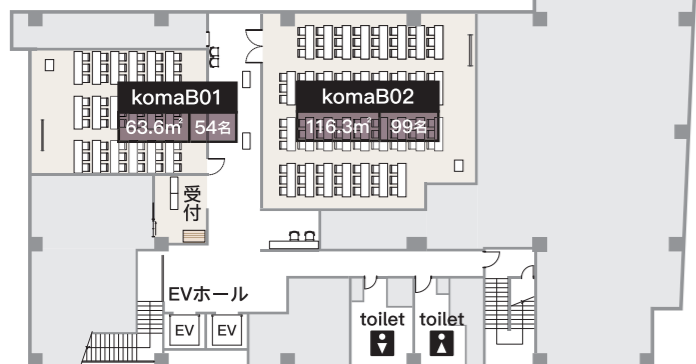 komaB01
63.6㎡ 54名
komaB02
116.3㎡ 99名
受付
EVホール
EV EV
toilet toilet